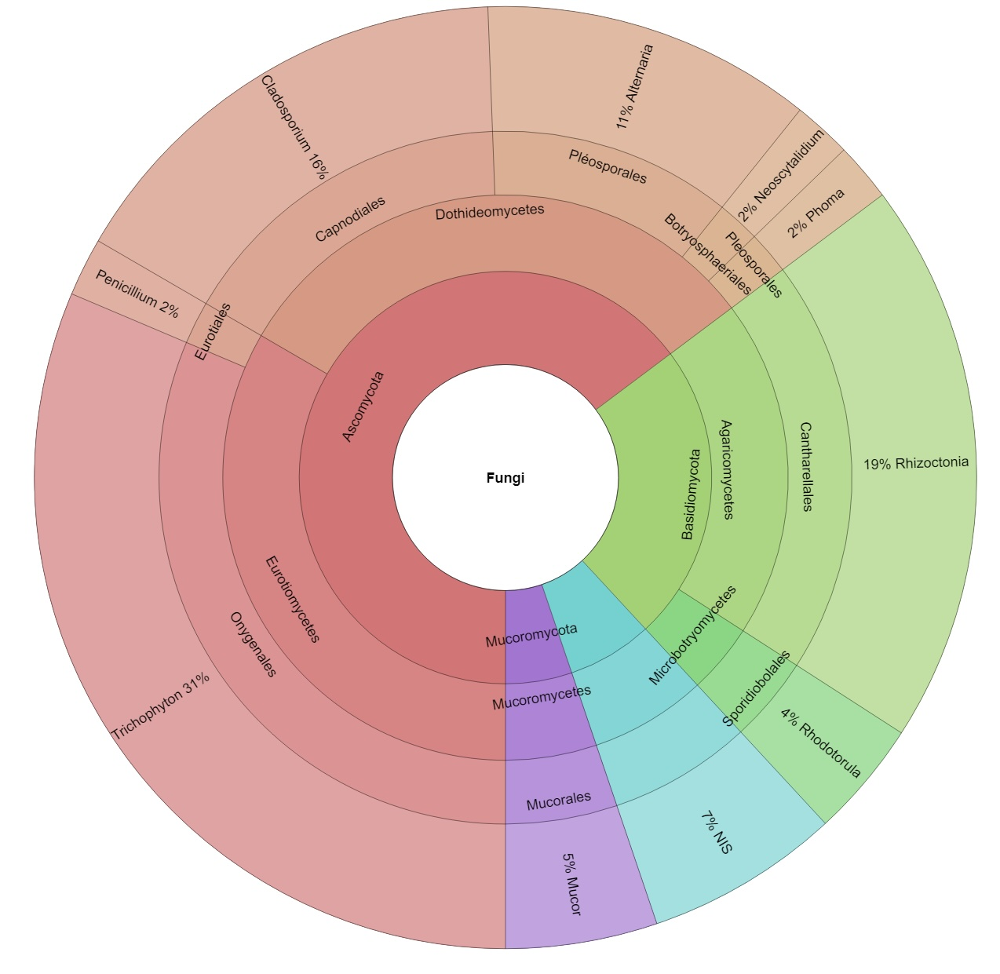 Fungi
Ascomycota
Basidiomycota
Mucoromycota
Dothideomycetes
Eurotiomycetes
Agaricomycetes
Microbotryomycetes
Mucoromycetes
Capnodiales
Pléosporales
Botryosphaeriales
Pleosporales
Cantharellales
Sporidiobolales
Mucorales
Onygenales
Eurotiales
Cladosporium 16%
11% Alternaria
2% Neoscytalidium
2% Phoma
19% Rhizoctonia
4% Rhodotorula
7% NIS
5% Mucor
Trichophyton 31%
Penicillium 2%